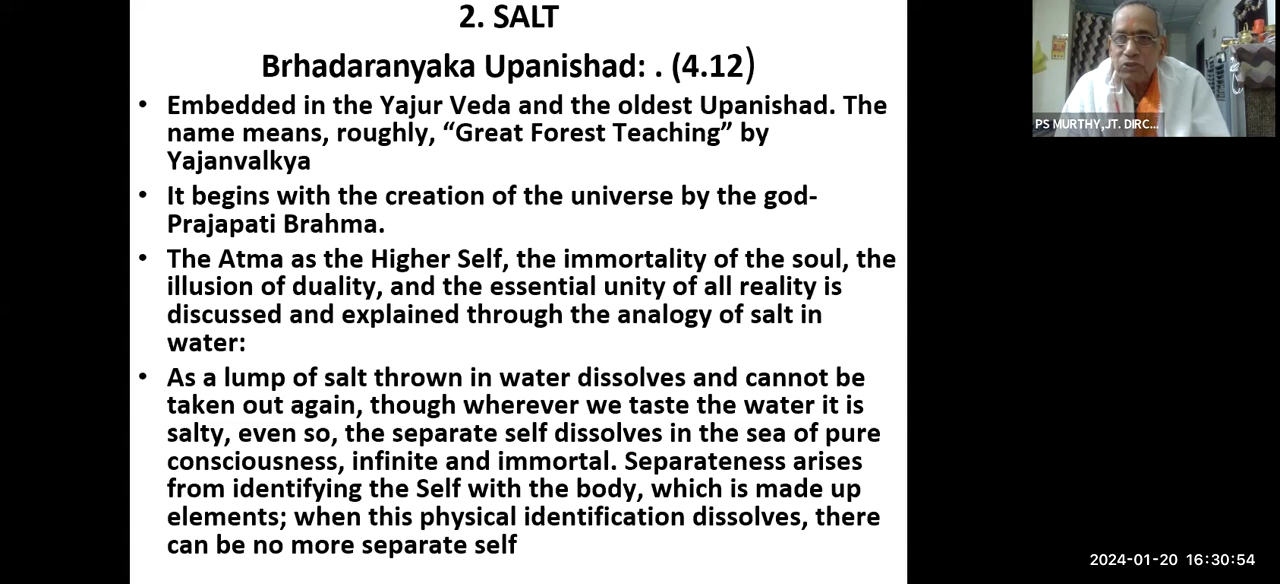 2. SALT
Brhadaranyaka Upanishad: . (4.12)
• Embedded in the Yajur Veda and the oldest Upanishad. The
name means, roughly, “Great Forest Teaching” by
Yajanvalkya
• It begins with the creation of the universe by the god-
Prajapati Brahma.
• The Atma as the Higher Self, the immortality of the soul, the
illusion of duality, and the essential unity of all reality is
discussed and explained through the analogy of salt in
water:
• As a lump of salt thrown in water dissolves and cannot be
taken out again, though wherever we taste the water it is
salty, even so, the separate self dissolves in the sea of pure
consciousness, infinite and immortal. Separateness arises
from identifying the Self with the body, which is made up
elements; when this physical identification dissolves, there
can be no more separate self
PS MURTHY,JT. DIRC...
2024-01-20 16:30:54